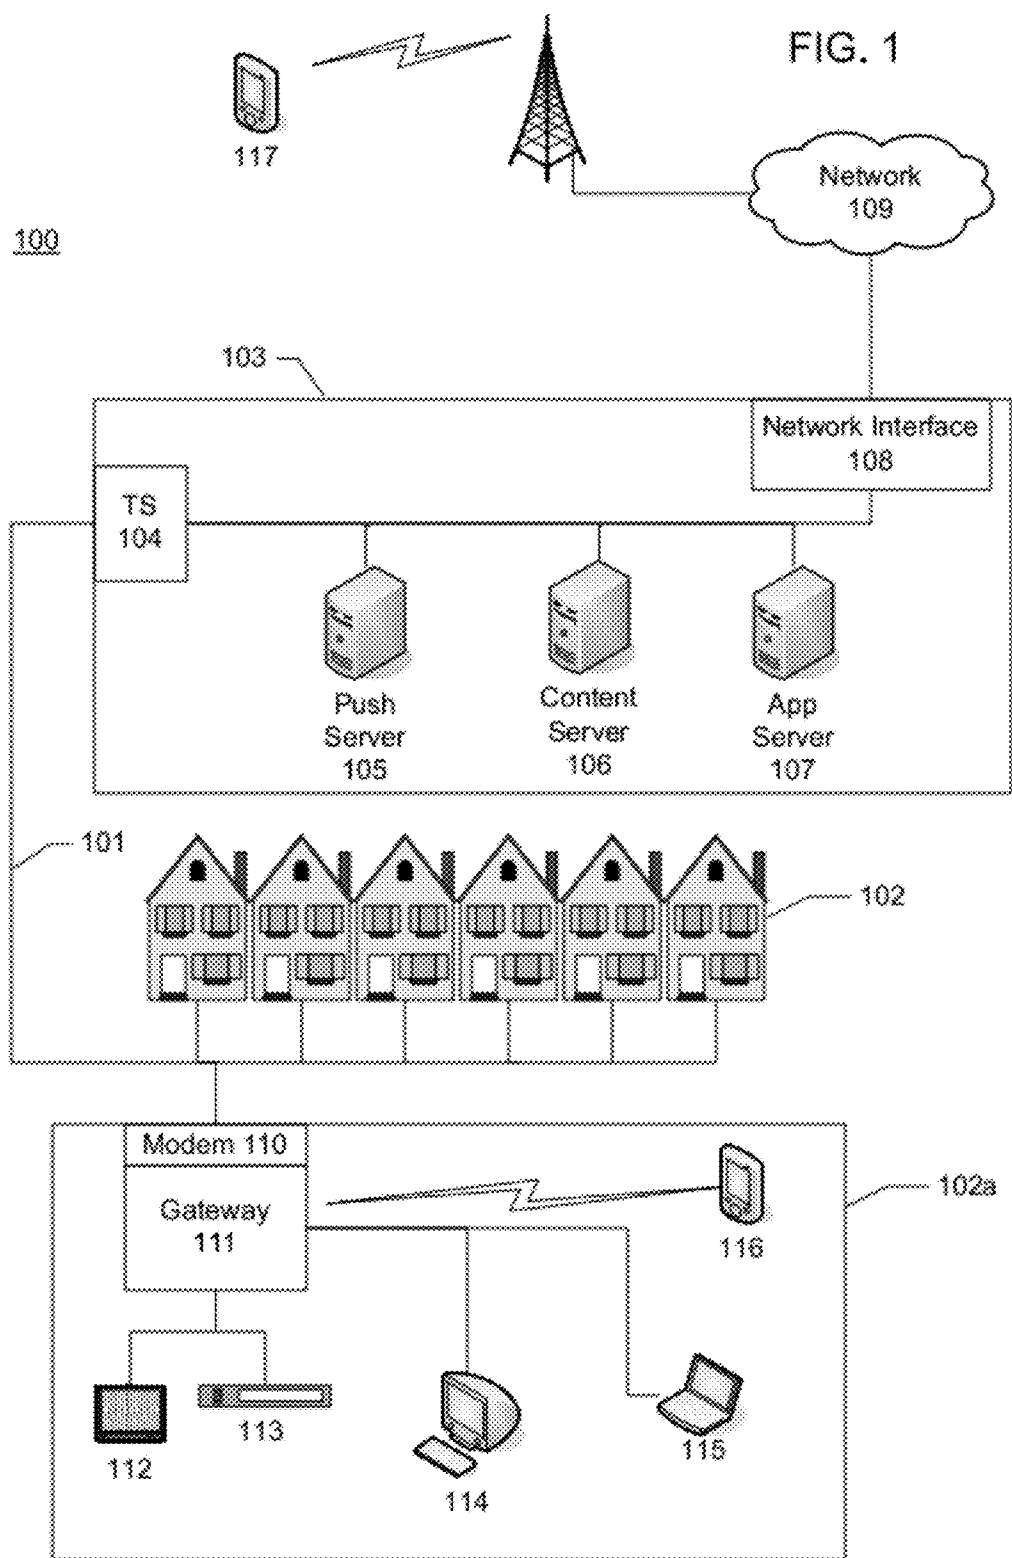 FIG. 1
117
Network
109
100
103
Network Interface
108
TS
104
Push
Server
105
Content
Server
106
App
Server
107
101
102
Modem 110
Gateway
111
116
102a
112
113
114
115